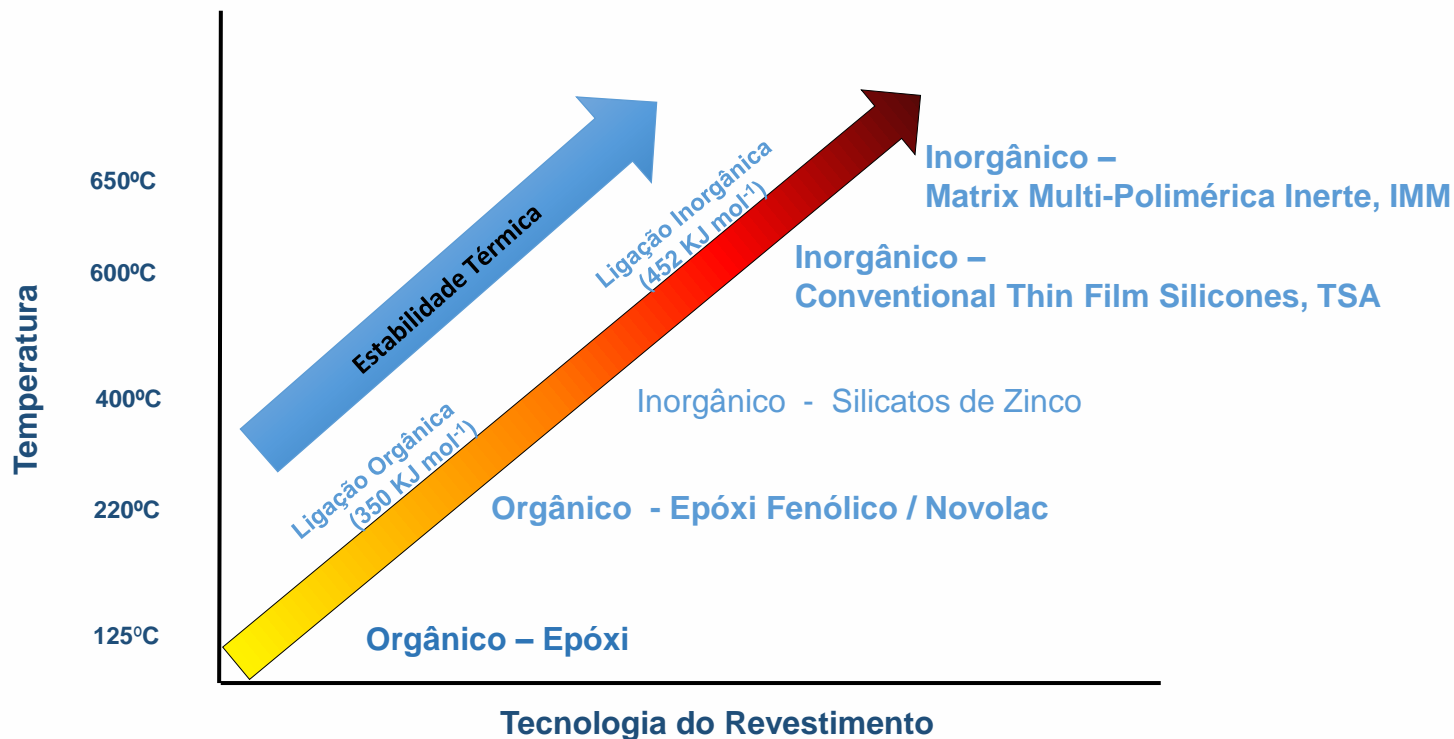 Temperatura
650ºC
600ºC
400ºC
220ºC
125ºC
Estabilidade Térmica
Ligação Orgânica
(350 KJ mol-1)
Ligação Inorgânica
(452 KJ mol-1)
Inorgânico –
Matrix Multi-Polimérica Inerte, IMM
Inorgânico –
Conventional Thin Film Silicones, TSA
Inorgânico - Silicatos de Zinco
Orgânico - Epóxi Fenólico / Novolac
Orgânico – Epóxi
Tecnologia do Revestimento